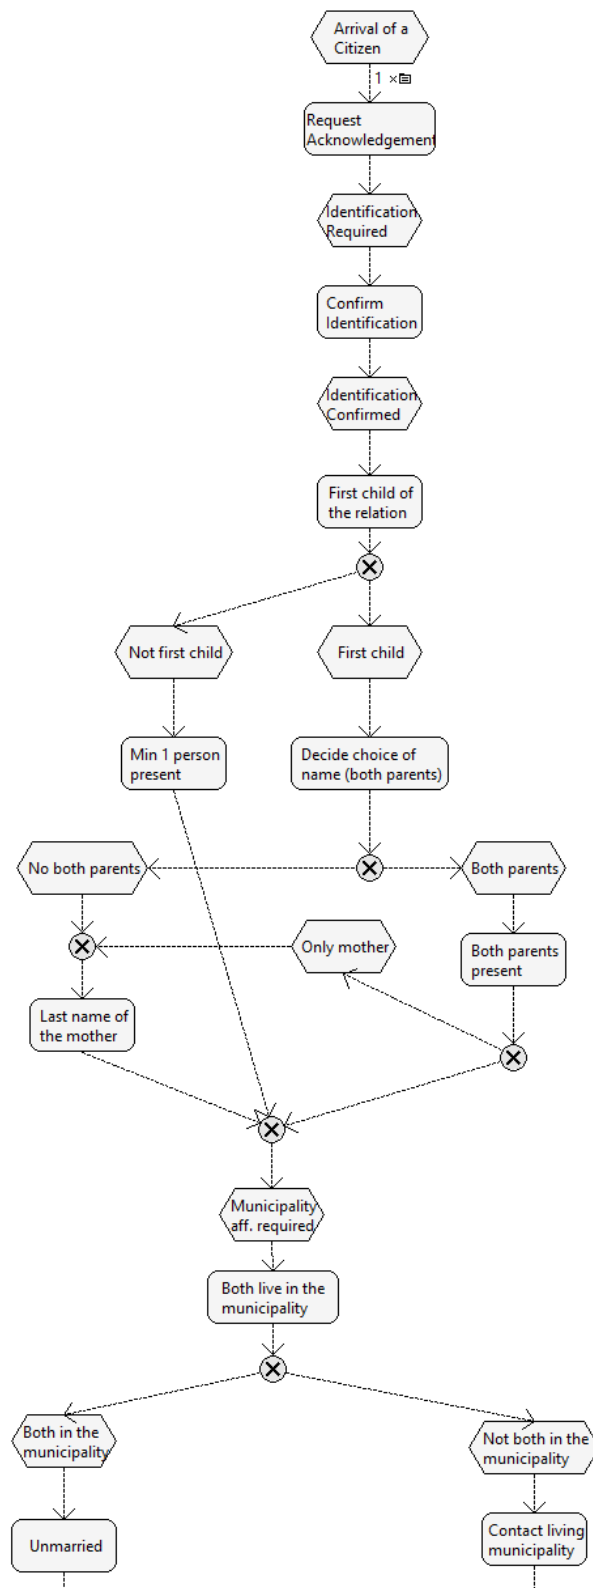 Arrival of a
Citizen
1 ×
Request
Acknowledgement
Identification
Required
Confirm
Identification
Identification
Confirmed
First child of
the relation
Not first child
First child
Min 1 person
present
Decide choice of
name (both parents)
No both parents
Both parents
Only mother
Both parents
present
Last name of
the mother
Municipality
aff. required
Both live in the
municipality
Both in the
municipality
Not both in the
municipality
Unmarried
Contact living
municipality